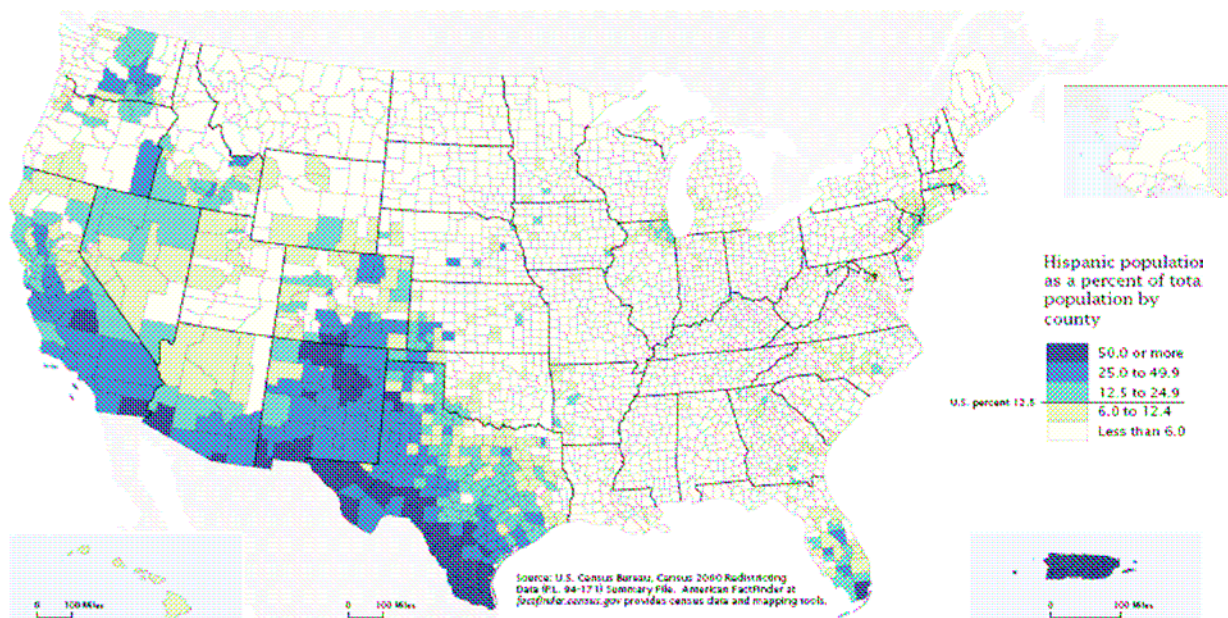 Hispanic population
as a percent of tota
population by
county
50.0 or more
25.0 to 49.9
12.5 to 24.9
U.S. percent 12.5
6.0 to 12.4
Less than 6.0
Source: U.S. Census Bureau, Census 2000 Redistricting
Data (P.L. 94-171) Summary File. American FactFinder at
factfinder.census.gov provides census data and mapping tools.
0 100 Miles
0 100 Miles
0 100 Miles